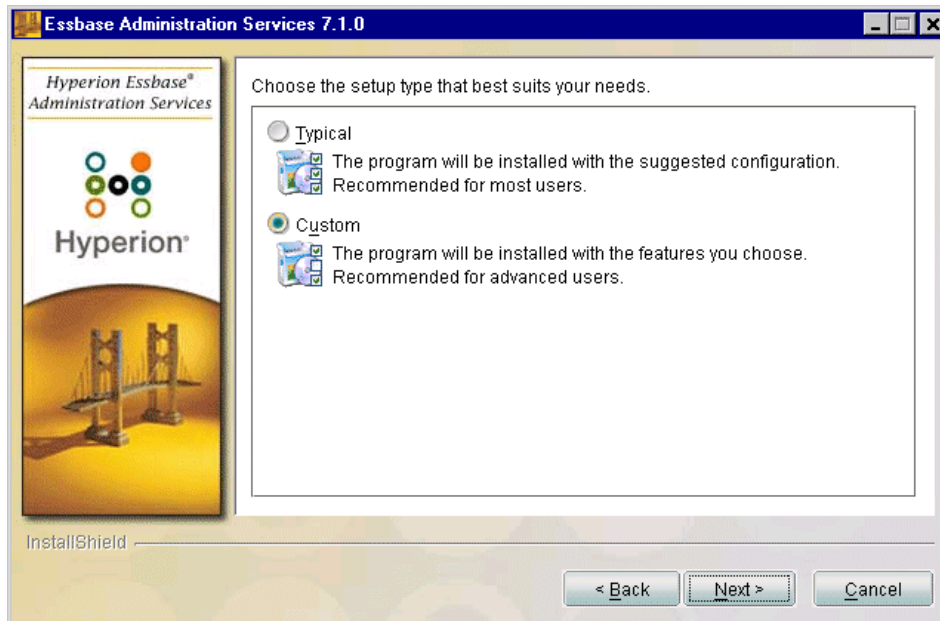 Essbase Administration Services 7.1.0
Hyperion Essbase®
Administration Services
Hyperion®
Choose the setup type that best suits your needs.
Typical
The program will be installed with the suggested configuration.
Recommended for most users.
Custom
The program will be installed with the features you choose.
Recommended for advanced users.
InstallShield
< Back
Next >
Cancel